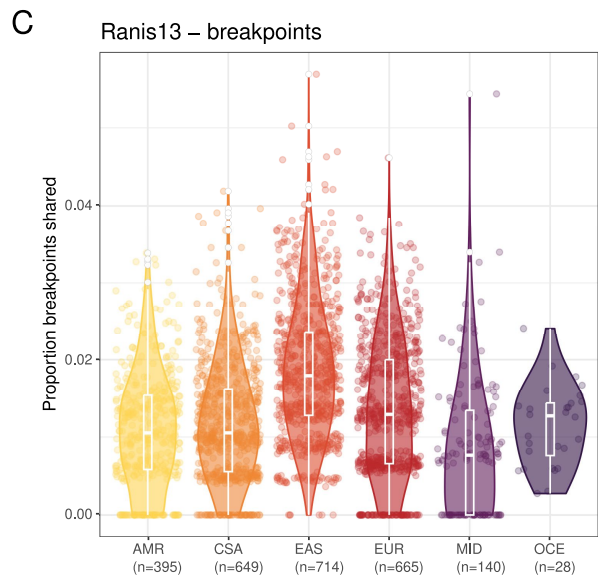 C
Ranis13 – breakpoints
Proportion breakpoints shared
0.04
0.02
0.00
AMR CSA EAS EUR MID OCE
(n=395) (n=649) (n=714) (n=665) (n=140) (n=28)